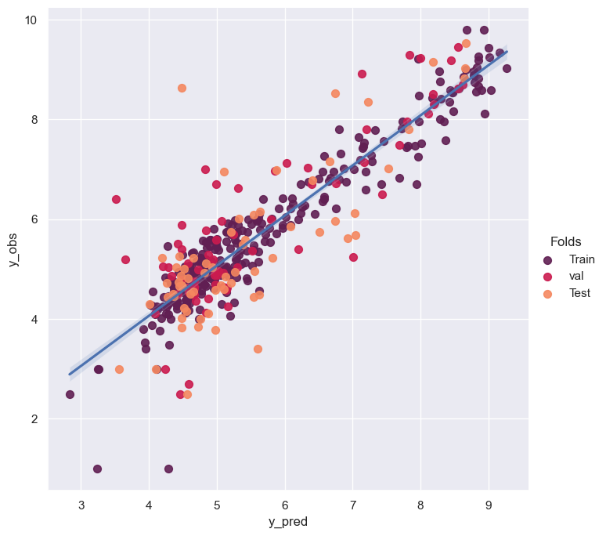 10
8
6
4
2
y_obs
3 4 5 6 7 8 9
y_pred
Folds
Train
val
Test